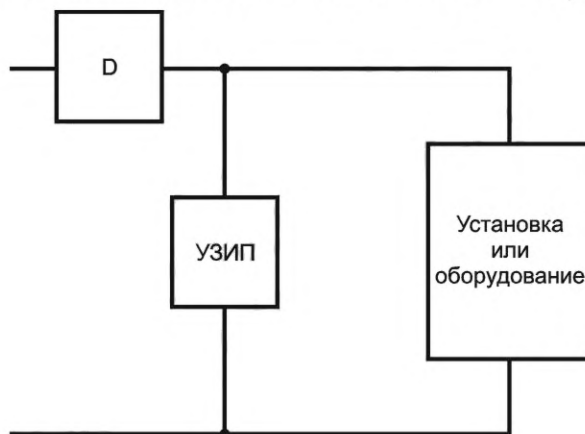 D
УЗИП
Установка
или
оборудование